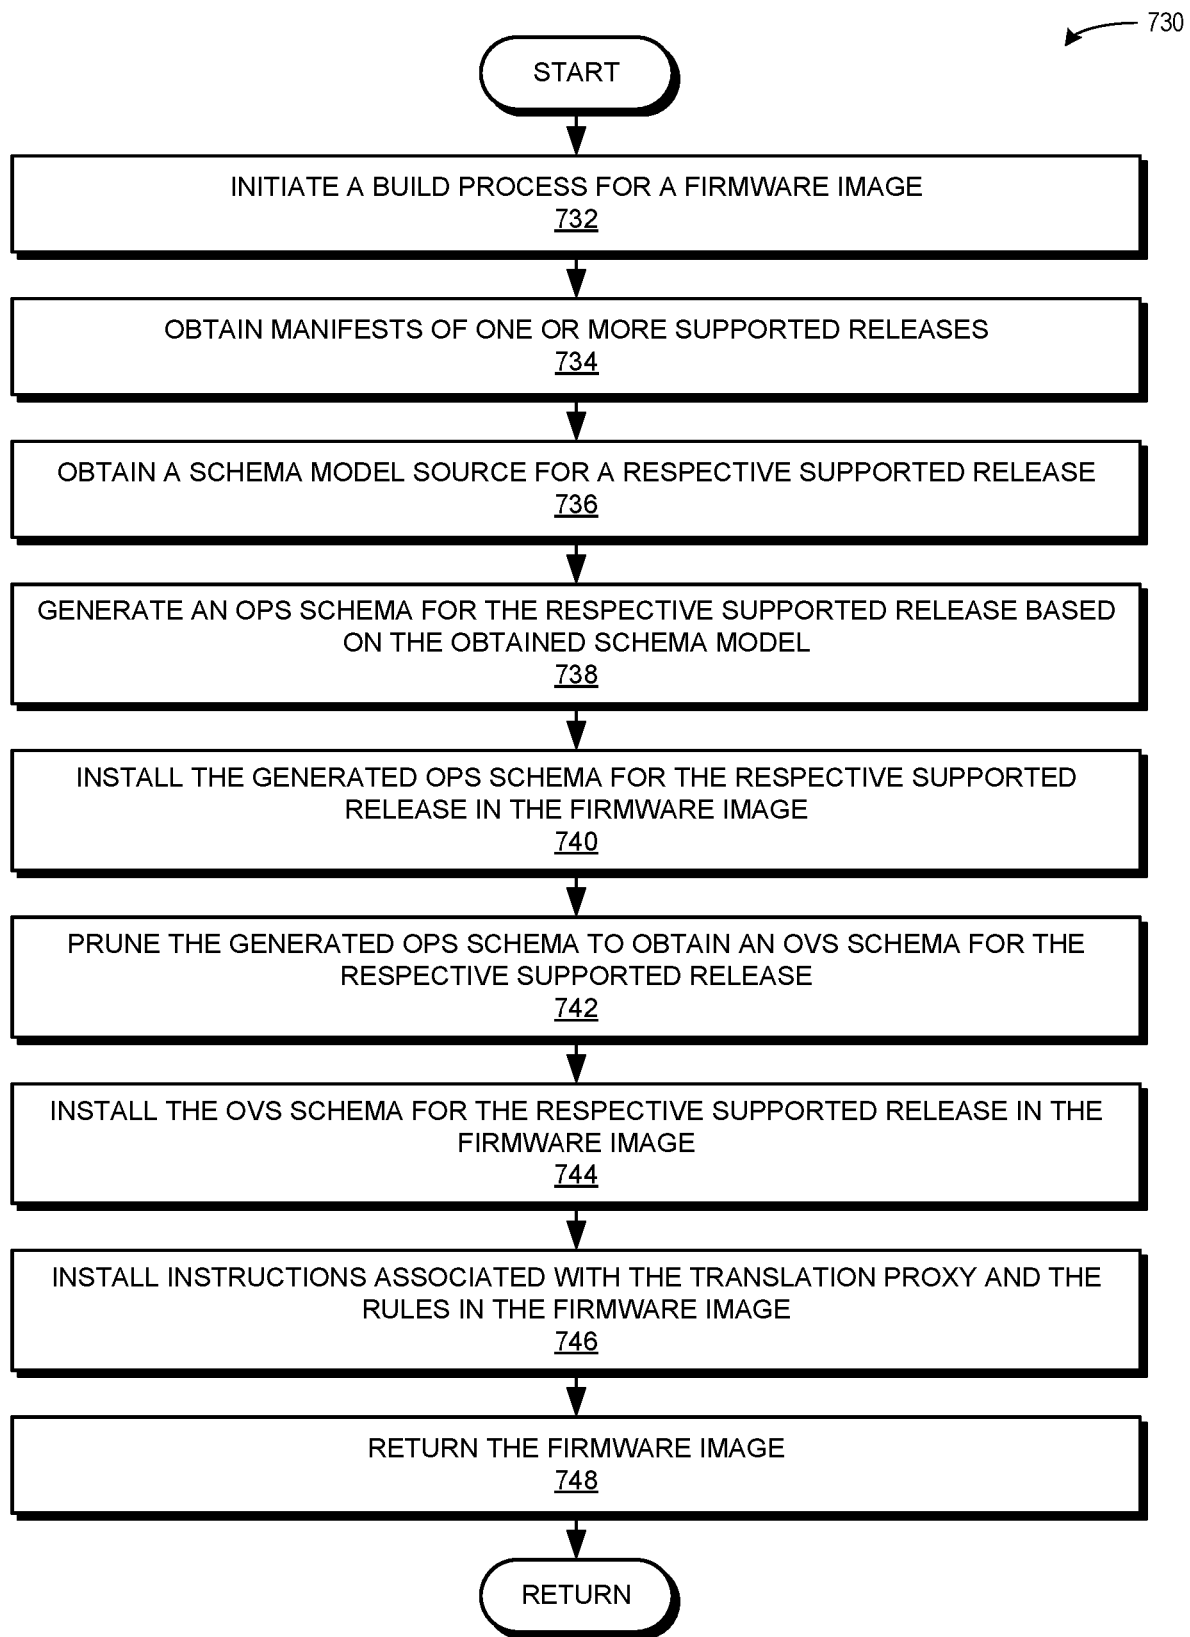 730
START
INITIATE A BUILD PROCESS FOR A FIRMWARE IMAGE
732
OBTAIN MANIFESTS OF ONE OR MORE SUPPORTED RELEASES
734
OBTAIN A SCHEMA MODEL SOURCE FOR A RESPECTIVE SUPPORTED RELEASE
736
GENERATE AN OPS SCHEMA FOR THE RESPECTIVE SUPPORTED RELEASE BASED
ON THE OBTAINED SCHEMA MODEL
738
INSTALL THE GENERATED OPS SCHEMA FOR THE RESPECTIVE SUPPORTED
RELEASE IN THE FIRMWARE IMAGE
740
PRUNE THE GENERATED OPS SCHEMA TO OBTAIN AN OVS SCHEMA FOR THE
RESPECTIVE SUPPORTED RELEASE
742
INSTALL THE OVS SCHEMA FOR THE RESPECTIVE SUPPORTED RELEASE IN THE
FIRMWARE IMAGE
744
INSTALL INSTRUCTIONS ASSOCIATED WITH THE TRANSLATION PROXY AND THE
RULES IN THE FIRMWARE IMAGE
746
RETURN THE FIRMWARE IMAGE
748
RETURN